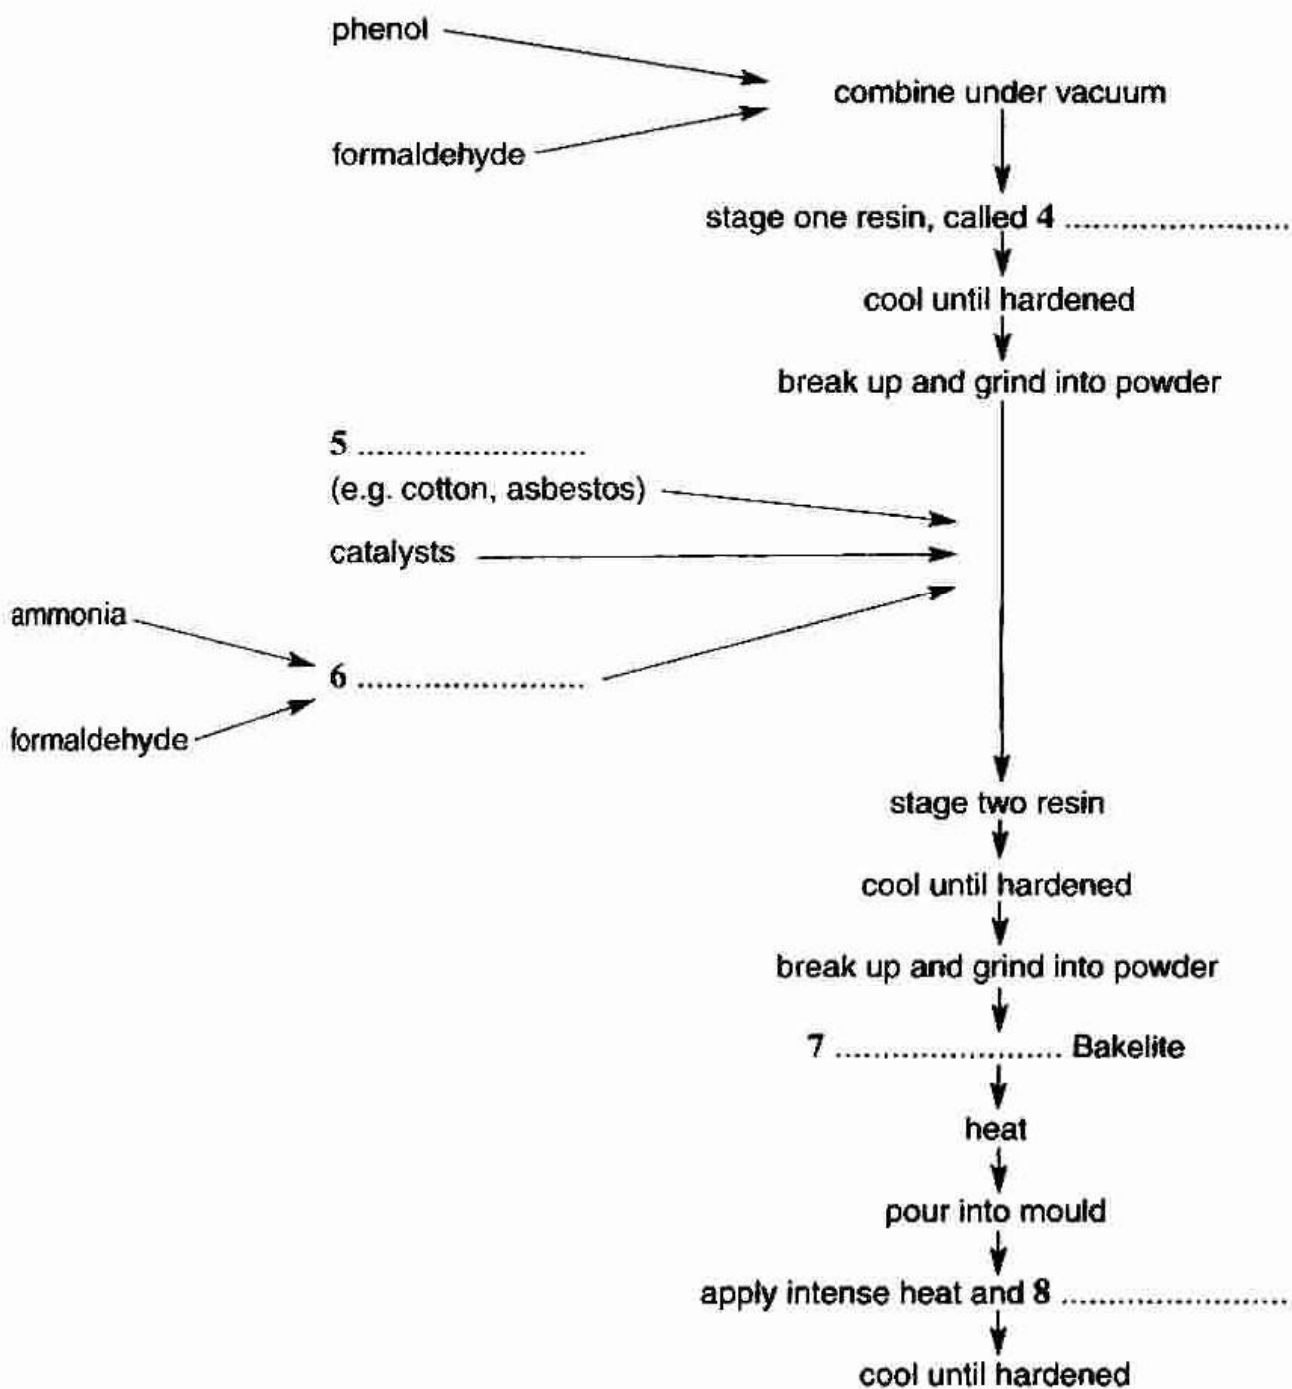 phenol
combine under vacuum
formaldehyde
stage one resin, called 4 ........................
cool until hardened
break up and grind into powder
5 ........................
(e.g. cotton, asbestos)
catalysts
ammonia
6 ........................
formaldehyde
stage two resin
cool until hardened
break up and grind into powder
7 ........................ Bakelite
heat
pour into mould
apply intense heat and 8 ........................
cool until hardened